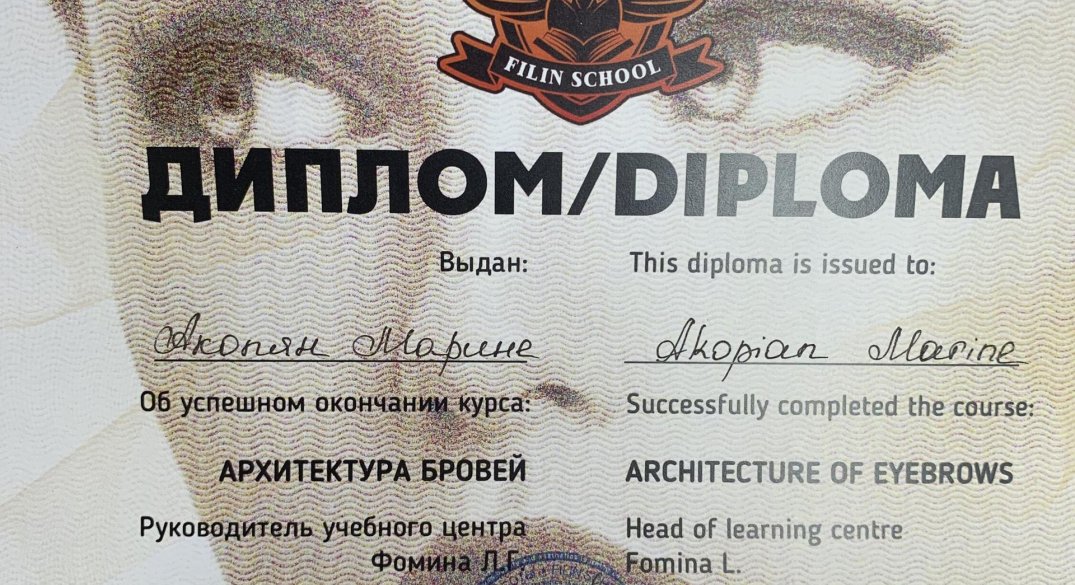 FILIN SCHOOL
ДИПЛОМ/DIPLOMA
Выдан: This diploma is issued to:
Акопян Марине Akopian Marine
Об успешном окончании курса: Successfully completed the course:
АРХИТЕКТУРА БРОВЕЙ ARCHITECTURE OF EYEBROWS
Руководитель учебного центра Head of learning centre
Фомина Л.Г. Fomina L.